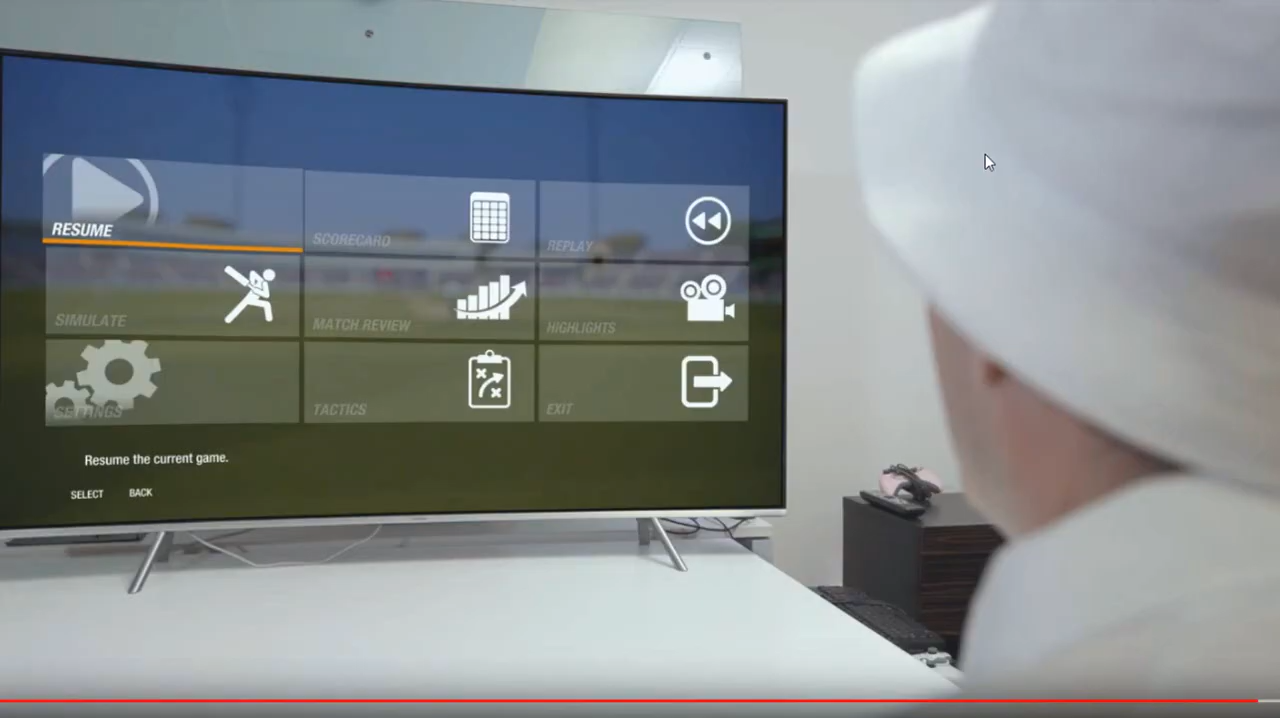 RESUME
SCORECARD
REPLAY
SIMULATE
MATCH REVIEW
HIGHLIGHTS
SETTINGS
TACTICS
EXIT
Resume the current game.
SELECT BACK